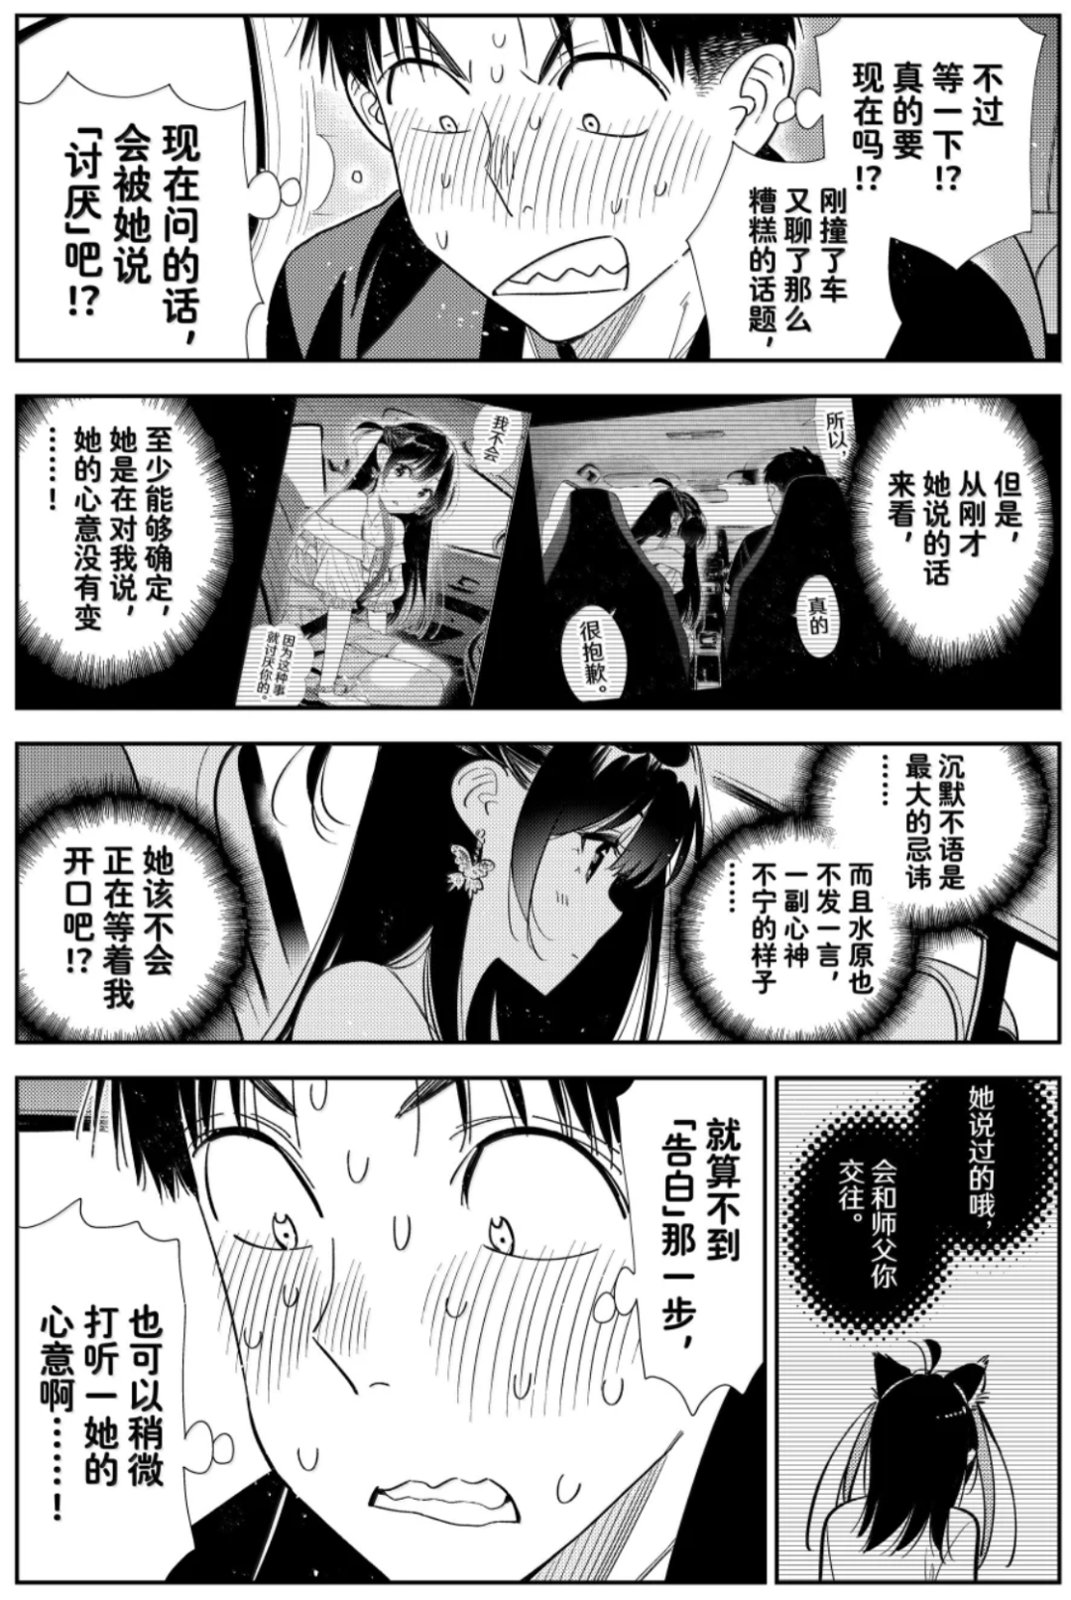 不过
等一下!?
真的要
现在吗!?
刚撞了车
又聊了那么
糟糕的话题,
现在问的话,
会被她说
「讨厌」吧!?
但是,
从刚才
她说的话
来看,
所以,
真的
很抱歉。
我不会
因为这种事
就讨厌你的。
至少能够确定,
她是在对我说,
她的心意没有变
……!
沉默不语是
最大的忌讳
……
而且水原也
不发一言,
一副心神
不宁的样子
……
她该不会
正在等着我
开口吧!?
她说过的哦,
会和师父你
交往。
就算不到
「告白」那一步,
也可以稍微
打听一她的
心意啊……!